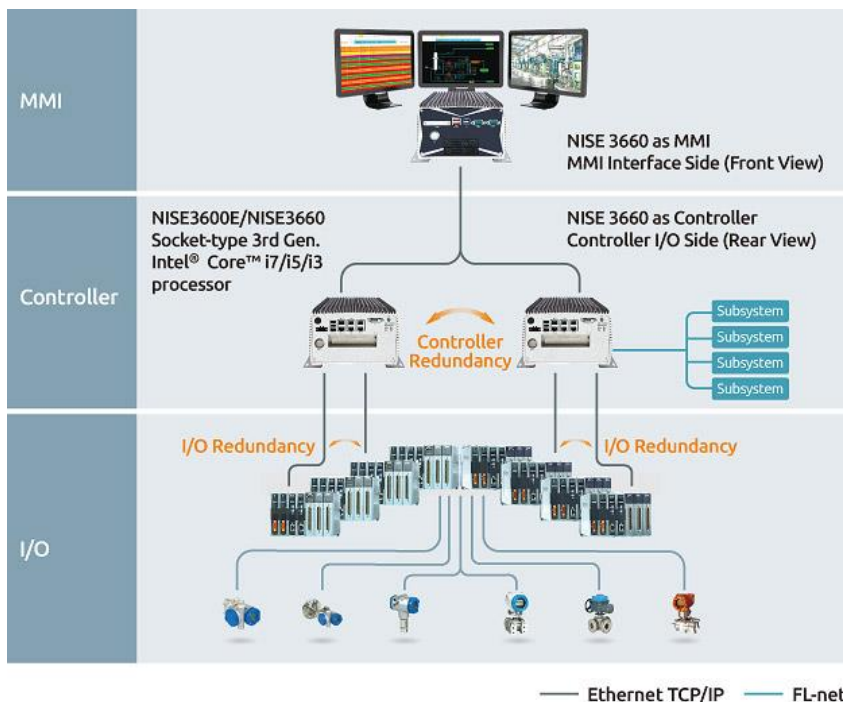 MMI
NISE 3660 as MMI
MMI Interface Side (Front View)
Controller
NISE3600E/NISE3660
Socket-type 3rd Gen.
Intel® Core™ i7/i5/i3
processor
NISE 3660 as Controller
Controller I/O Side (Rear View)
Controller
Redundancy
Subsystem
Subsystem
Subsystem
Subsystem
I/O
I/O Redundancy
I/O Redundancy
Ethernet TCP/IP
FL-net